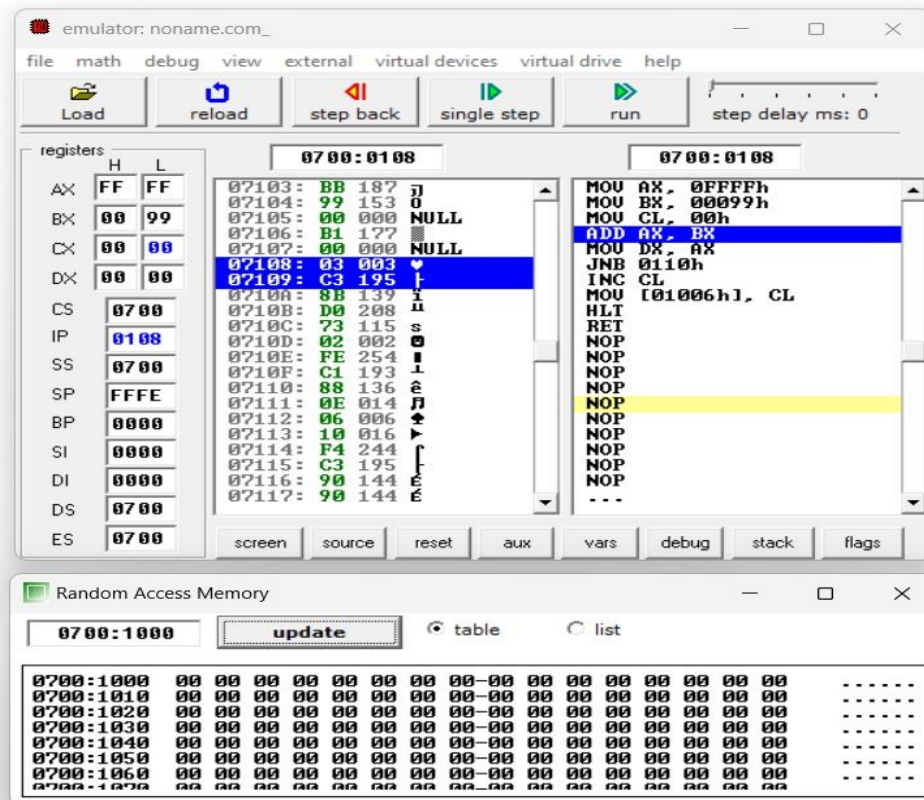 emulator: noname.com_
file math debug view external virtual devices virtual drive help
Load reload step back single step run step delay ms: 0
registers
H L
0700:0108 0700:0108
AX FF FF
BX 00 99
CX 00 00
DX 00 00
CS 0700
IP 0108
SS 0700
SP FFFE
BP 0000
SI 0000
DI 0000
DS 0700
ES 0700
07103: BB 187 ╗
07104: 99 153 Ö
07105: 00 000 NULL
07106: B1 177 ▒
07107: 00 000 NULL
07108: 03 003 ♥
07109: C3 195 ├
0710A: 8B 139 ï
0710B: D0 208 ╨
0710C: 73 115 s
0710D: 02 002 ☻
0710E: FE 254 ■
0710F: C1 193 ┴
07110: 88 136 ê
07111: 0E 014 ♫
07112: 06 006 ♠
07113: 10 016 ►
07114: F4 244 ⌠
07115: C3 195 ├
07116: 90 144 É
07117: 90 144 É
MOV AX, 0FFFFh
MOV BX, 00099h
MOV CL, 00h
ADD AX, BX
MOV DX, AX
JNB 0110h
INC CL
MOV [01006h], CL
HLT
RET
NOP
NOP
NOP
NOP
NOP
NOP
NOP
NOP
NOP
...
screen source reset aux vars debug stack flags
Random Access Memory
0700:1000 update table list
0700:1000 00 00 00 00 00 00 00 00-00 00 00 00 00 00 00 00 ......
0700:1010 00 00 00 00 00 00 00 00-00 00 00 00 00 00 00 00 ......
0700:1020 00 00 00 00 00 00 00 00-00 00 00 00 00 00 00 00 ......
0700:1030 00 00 00 00 00 00 00 00-00 00 00 00 00 00 00 00 ......
0700:1040 00 00 00 00 00 00 00 00-00 00 00 00 00 00 00 00 ......
0700:1050 00 00 00 00 00 00 00 00-00 00 00 00 00 00 00 00 ......
0700:1060 00 00 00 00 00 00 00 00-00 00 00 00 00 00 00 00 ......